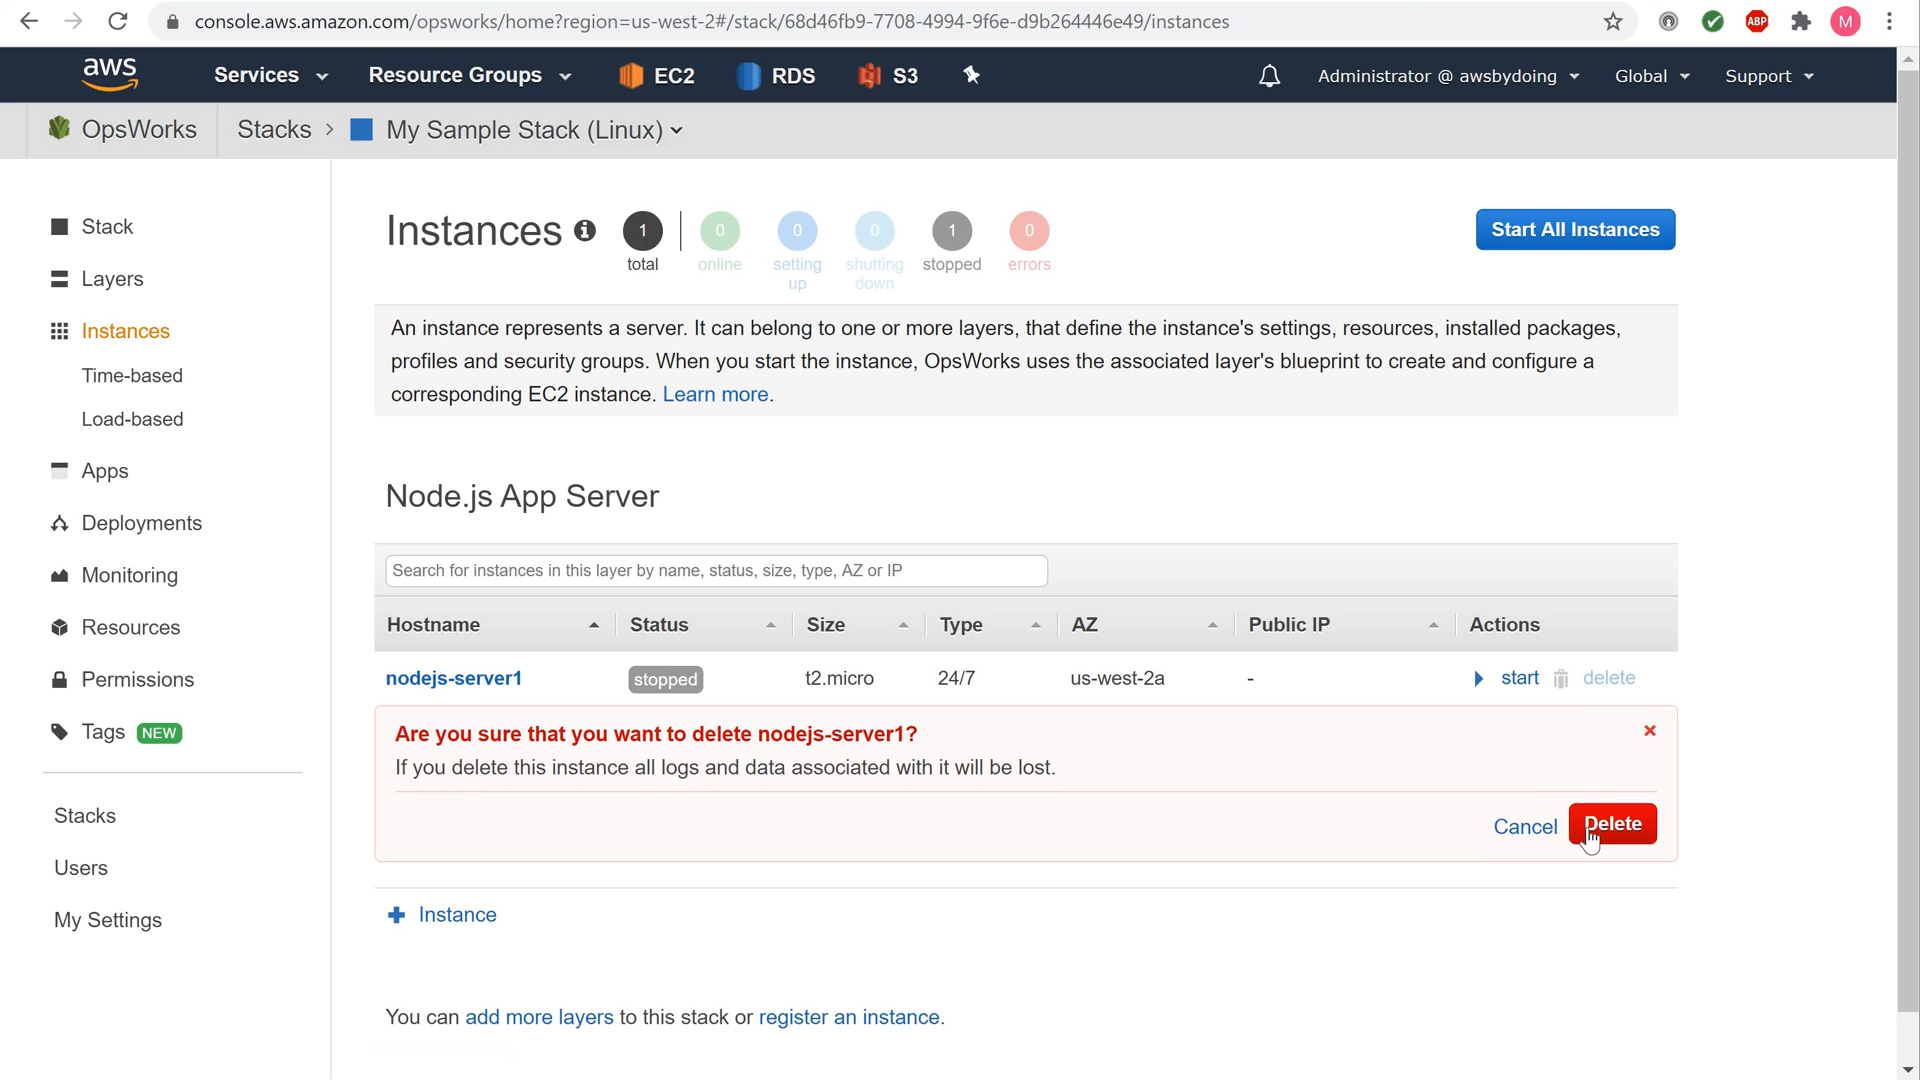 console.aws.amazon.com/opsworks/home?region=us-west-2#/stack/68d46fb9-7708-4994-9f6e-d9b264446e49/instances
ABP
M
aws
Services
Resource Groups
EC2
RDS
S3
Administrator @ awsbydoing
Global
Support
OpsWorks
Stacks
My Sample Stack (Linux)
Stack
Layers
Instances
Time-based
Load-based
Apps
Deployments
Monitoring
Resources
Permissions
Tags NEW
Stacks
Users
My Settings
Instances
1 total
0 online
0 setting up
0 shutting down
1 stopped
0 errors
Start All Instances
An instance represents a server. It can belong to one or more layers, that define the instance's settings, resources, installed packages,
profiles and security groups. When you start the instance, OpsWorks uses the associated layer's blueprint to create and configure a
corresponding EC2 instance. Learn more.
Node.js App Server
Search for instances in this layer by name, status, size, type, AZ or IP
Hostname Status Size Type AZ Public IP Actions
nodejs-server1 stopped t2.micro 24/7 us-west-2a - start delete
Are you sure that you want to delete nodejs-server1?
If you delete this instance all logs and data associated with it will be lost.
Cancel Delete
Instance
You can add more layers to this stack or register an instance.